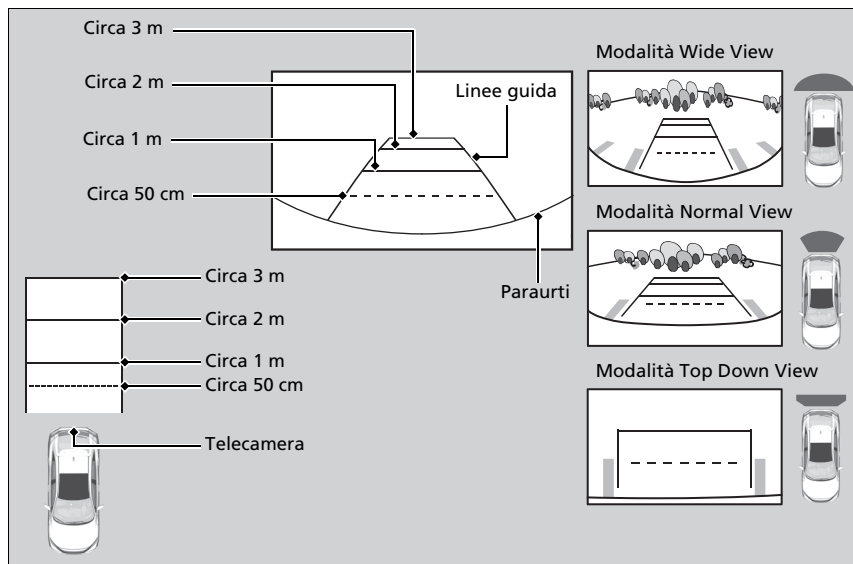 Circa 3 m
Circa 2 m
Circa 1 m
Circa 50 cm
Linee guida
Paraurti
Circa 3 m
Circa 2 m
Circa 1 m
Circa 50 cm
Telecamera
Modalità Wide View
Modalità Normal View
Modalità Top Down View